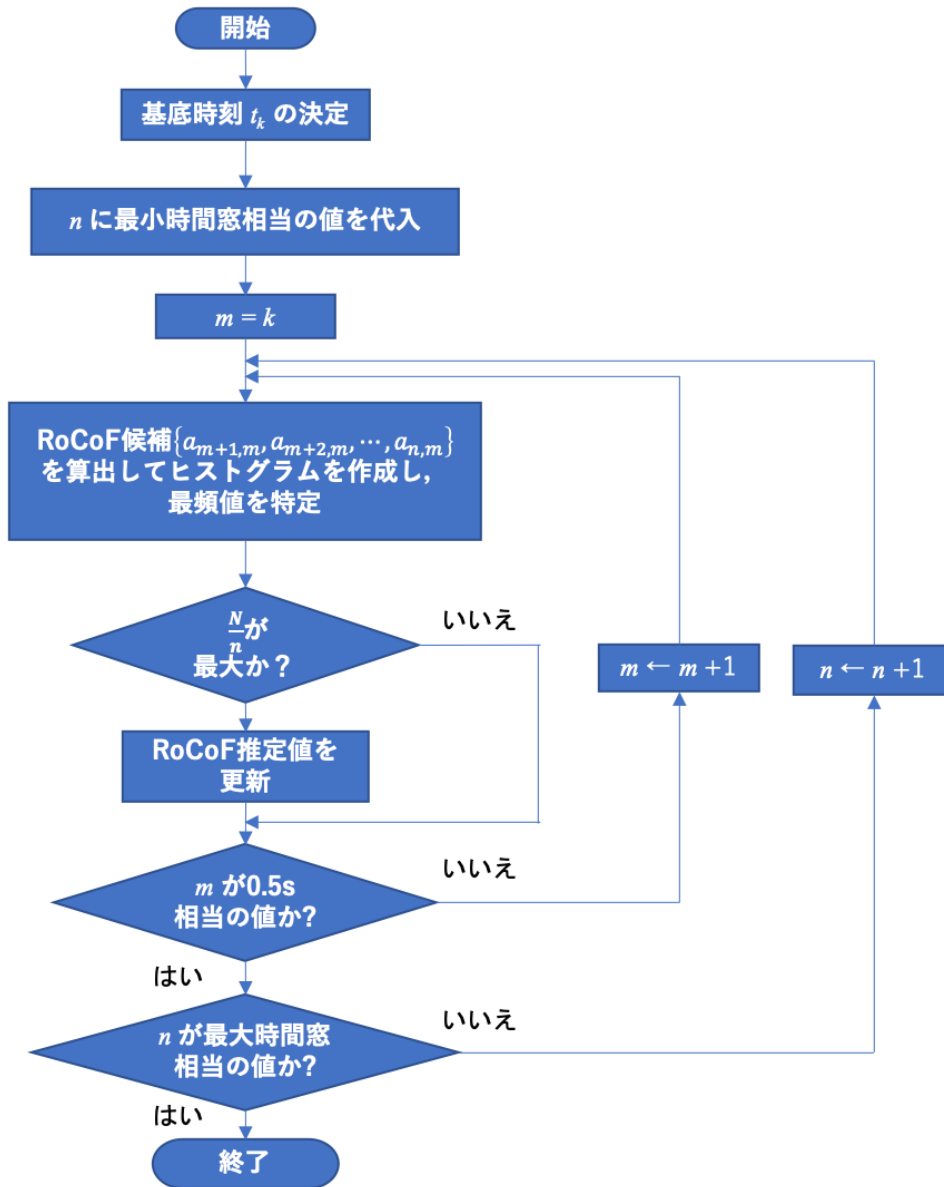 開始
基底時刻 t_k の決定
n に最小時間窓相当の値を代入
m = k
RoCoF候補{a_{m+1,m}, a_{m+2,m}, ⋯, a_{n,m}}
を算出してヒストグラムを作成し,
最頻値を特定
N/n が
最大か？
いいえ
RoCoF推定値を
更新
m ← m +1
n ← n +1
m が0.5s
相当の値か?
いいえ
はい
n が最大時間窓
相当の値か?
いいえ
はい
終了